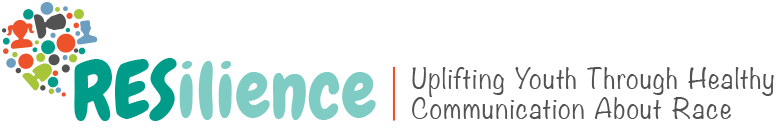 RESilience
Uplifting Youth Through Healthy
Communication About Race